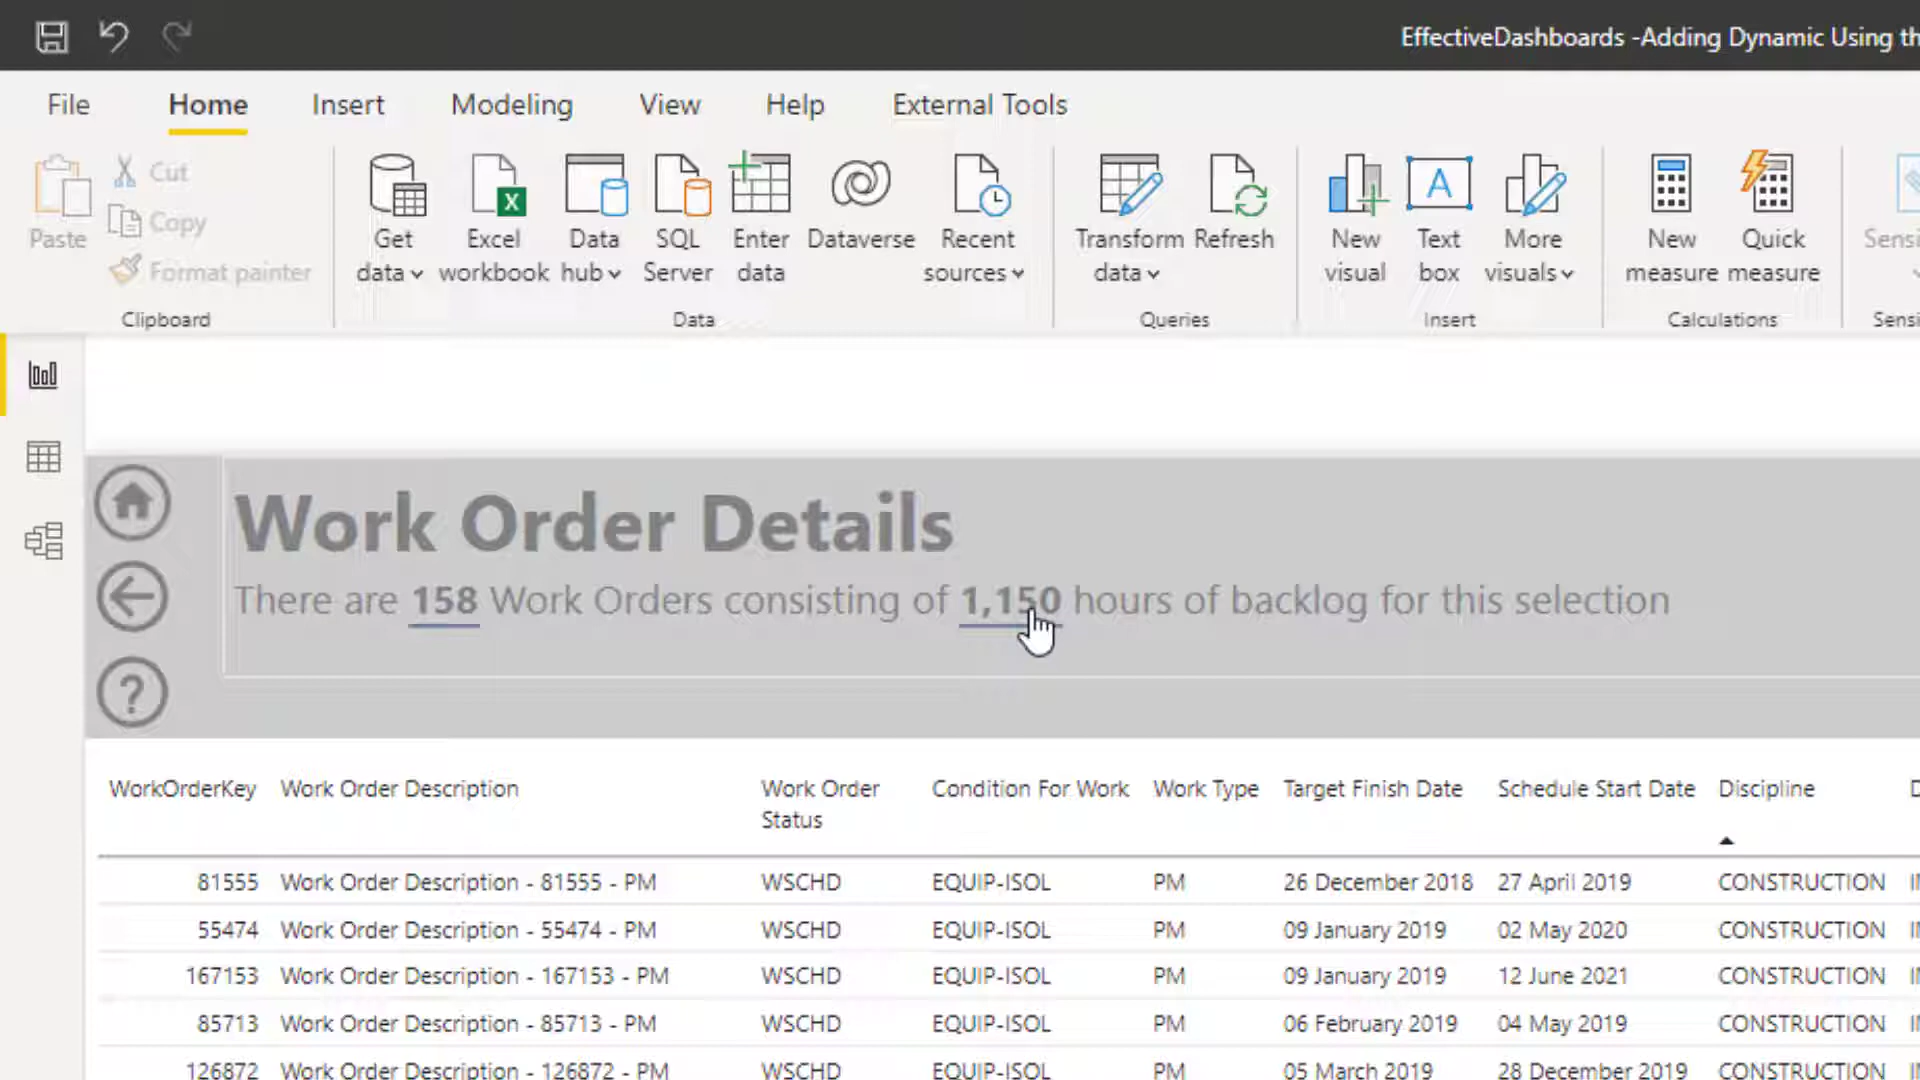 EffectiveDashboards -Adding Dynamic Using th
File Home Insert Modeling View Help External Tools
Paste
Cut
Copy
Format painter
Clipboard
Get data
Excel workbook
Data hub
SQL Server
Enter data
Dataverse
Recent sources
Data
Transform data
Refresh
Queries
New visual
Text box
More visuals
Insert
New measure
Quick measure
Calculations
Sensi
Sensi
Work Order Details
There are 158 Work Orders consisting of 1,150 hours of backlog for this selection
WorkOrderKey Work Order Description Work Order Status Condition For Work Work Type Target Finish Date Schedule Start Date Discipline D
81555 Work Order Description - 81555 - PM WSCHD EQUIP-ISOL PM 26 December 2018 27 April 2019 CONSTRUCTION
55474 Work Order Description - 55474 - PM WSCHD EQUIP-ISOL PM 09 January 2019 02 May 2020 CONSTRUCTION
167153 Work Order Description - 167153 - PM WSCHD EQUIP-ISOL PM 09 January 2019 12 June 2021 CONSTRUCTION
85713 Work Order Description - 85713 - PM WSCHD EQUIP-ISOL PM 06 February 2019 04 May 2019 CONSTRUCTION
126872 Work Order Description - 126872 - PM WSCHD EQUIP-ISOL PM 05 March 2019 28 December 2019 CONSTRUCTION